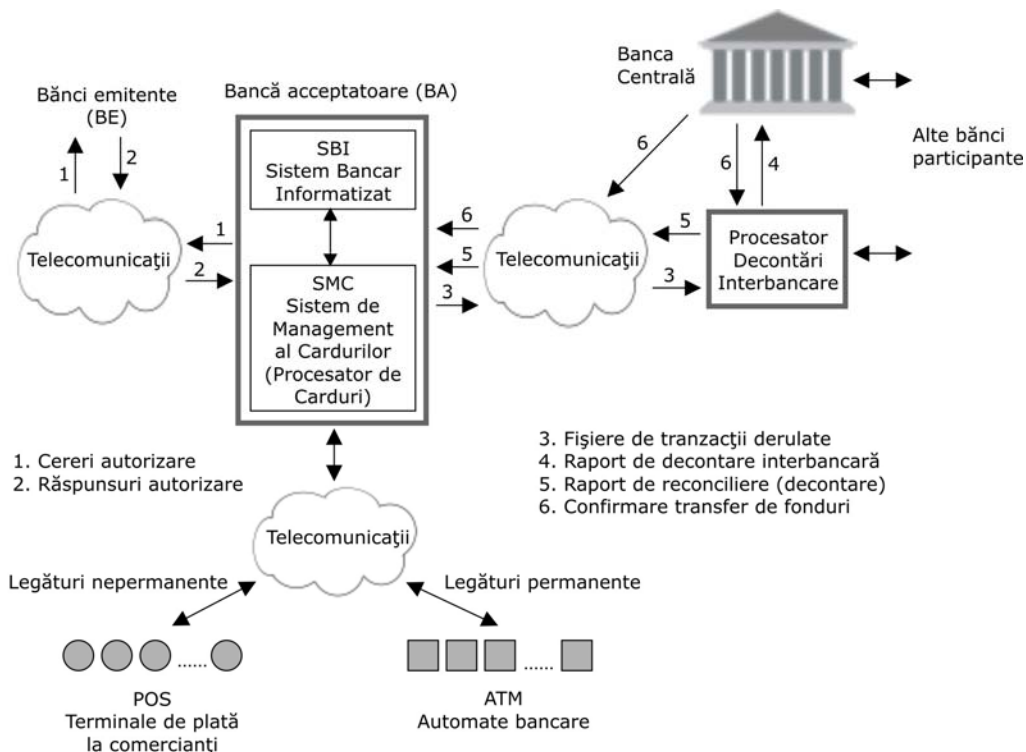 Banca
Centrală
Bănci emitente
(BE)
Bancă acceptatoare (BA)
Alte bănci
participante
SBI
Sistem Bancar
Informatizat
SMC
Sistem de
Management
al Cardurilor
(Procesator de
Carduri)
1
2
Telecomunicaţii
1
2
6
5
3
Telecomunicaţii
6
6
4
5
3
Procesator
Decontări
Interbancare
1. Cereri autorizare
2. Răspunsuri autorizare
3. Fişiere de tranzacţii derulate
4. Raport de decontare interbancară
5. Raport de reconciliere (decontare)
6. Confirmare transfer de fonduri
Telecomunicaţii
Legături nepermanente
Legături permanente
......
......
POS
Terminale de plată
la comercianti
ATM
Automate bancare